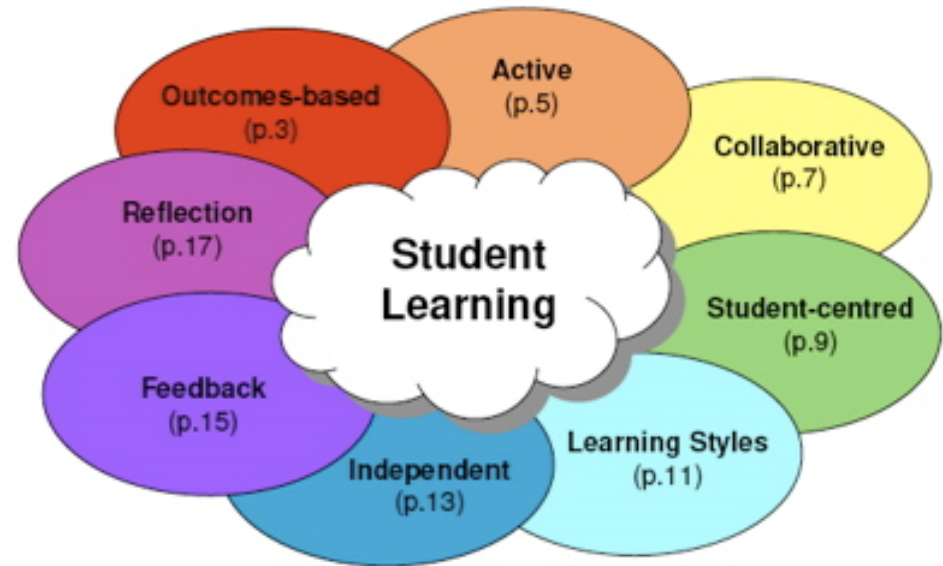 Outcomes-based
(p.3)
Active
(p.5)
Collaborative
(p.7)
Student-centred
(p.9)
Learning Styles
(p.11)
Independent
(p.13)
Feedback
(p.15)
Reflection
(p.17)
Student
Learning